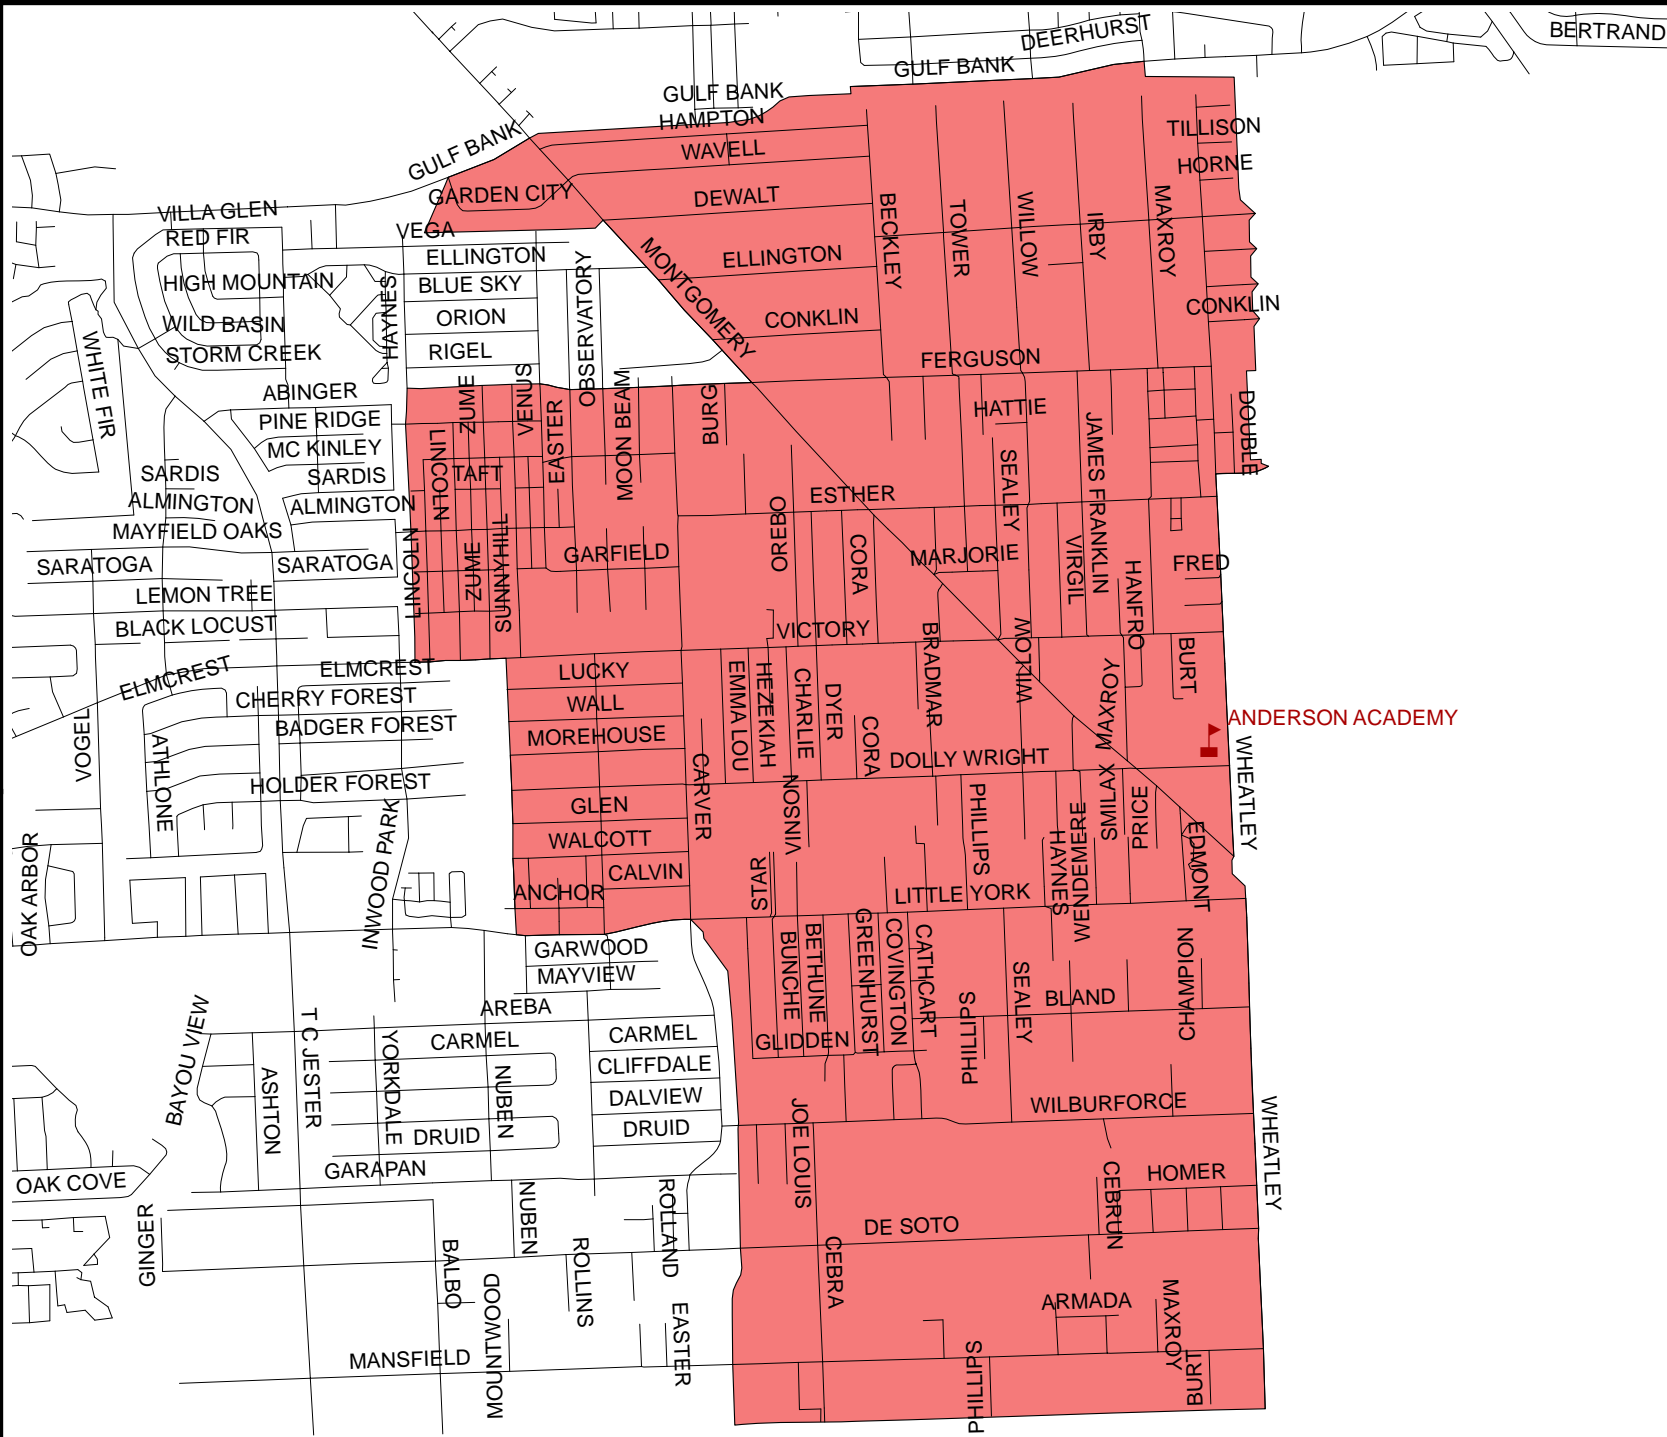 BERTRAND
DEERHURST
GULF BANK
GULF BANK
HAMPTON
GULF BANK
TILLISON
WAVELL
HORNE
GARDEN CITY
DEWALT
VILLA GLEN
RED FIR
VEGA
ELLINGTON
BECKLEY
TOWER
WILLOW
IRBY
MAXROY
MONTGOMERY
ELLINGTON
HIGH MOUNTAIN
HAYNES
BLUE SKY
OBSERVATORY
WILD BASIN
ORION
CONKLIN
CONKLIN
WHITE FIR
STORM CREEK
RIGEL
FERGUSON
ABINGER
ZUME
VENUS
MOON BEAM
BURG
HATTIE
DOUBLE
PINE RIDGE
EASTER
JAMES FRANKLIN
MC KINLEY
LINCOLN
SARDIS
SARDIS
TAFT
SEALEY
ALMINGTON
ALMINGTON
ESTHER
MAYFIELD OAKS
OREBO
SARATOGA
SARATOGA
LINCOLN
ZUME
SUNNYHILL
GARFIELD
CORA
MARJORIE
VIRGIL
HANFRO
FRED
LEMON TREE
BLACK LOCUST
VICTORY
BRADMAR
WILLOW
BURT
ELMCREST
ELMCREST
LUCKY
EMMA LOU
HEZEKIAH
CHARLIE
DYER
MAXROY
CHERRY FOREST
WALL
BADGER FOREST
MOREHOUSE
ANDERSON ACADEMY
VOGEL
ATHLONE
CARVER
CORA
DOLLY WRIGHT
WHEATLEY
HOLDER FOREST
GLEN
VINSON
PHILLIPS
SMILAX
PRICE
WALCOTT
HAYNES
WENDEMERE
EDMONT
OAK ARBOR
INWOOD PARK
CALVIN
ANCHOR
STAR
LITTLE YORK
GARWOOD
BUNCHE
BETHUNE
GREENHURST
COVINGTON
CATHCART
CHAMPION
MAYVIEW
SEALEY
BLAND
AREBA
PHILLIPS
BAYOU VIEW
T C JESTER
YORKDALE
CARMEL
CARMEL
GLIDDEN
CLIFFDALE
ASHTON
NUBEN
DALVIEW
JOE LOUIS
WILBURFORCE
WHEATLEY
DRUID
DRUID
GARAPAN
OAK COVE
CEBRUN
HOMER
GINGER
NUBEN
ROLLAND
DE SOTO
BALBO
ROLLINS
CEBRA
MOUNTWOOD
EASTER
ARMADA
MAXROY
MANSFIELD
PHILLIPS
BURT